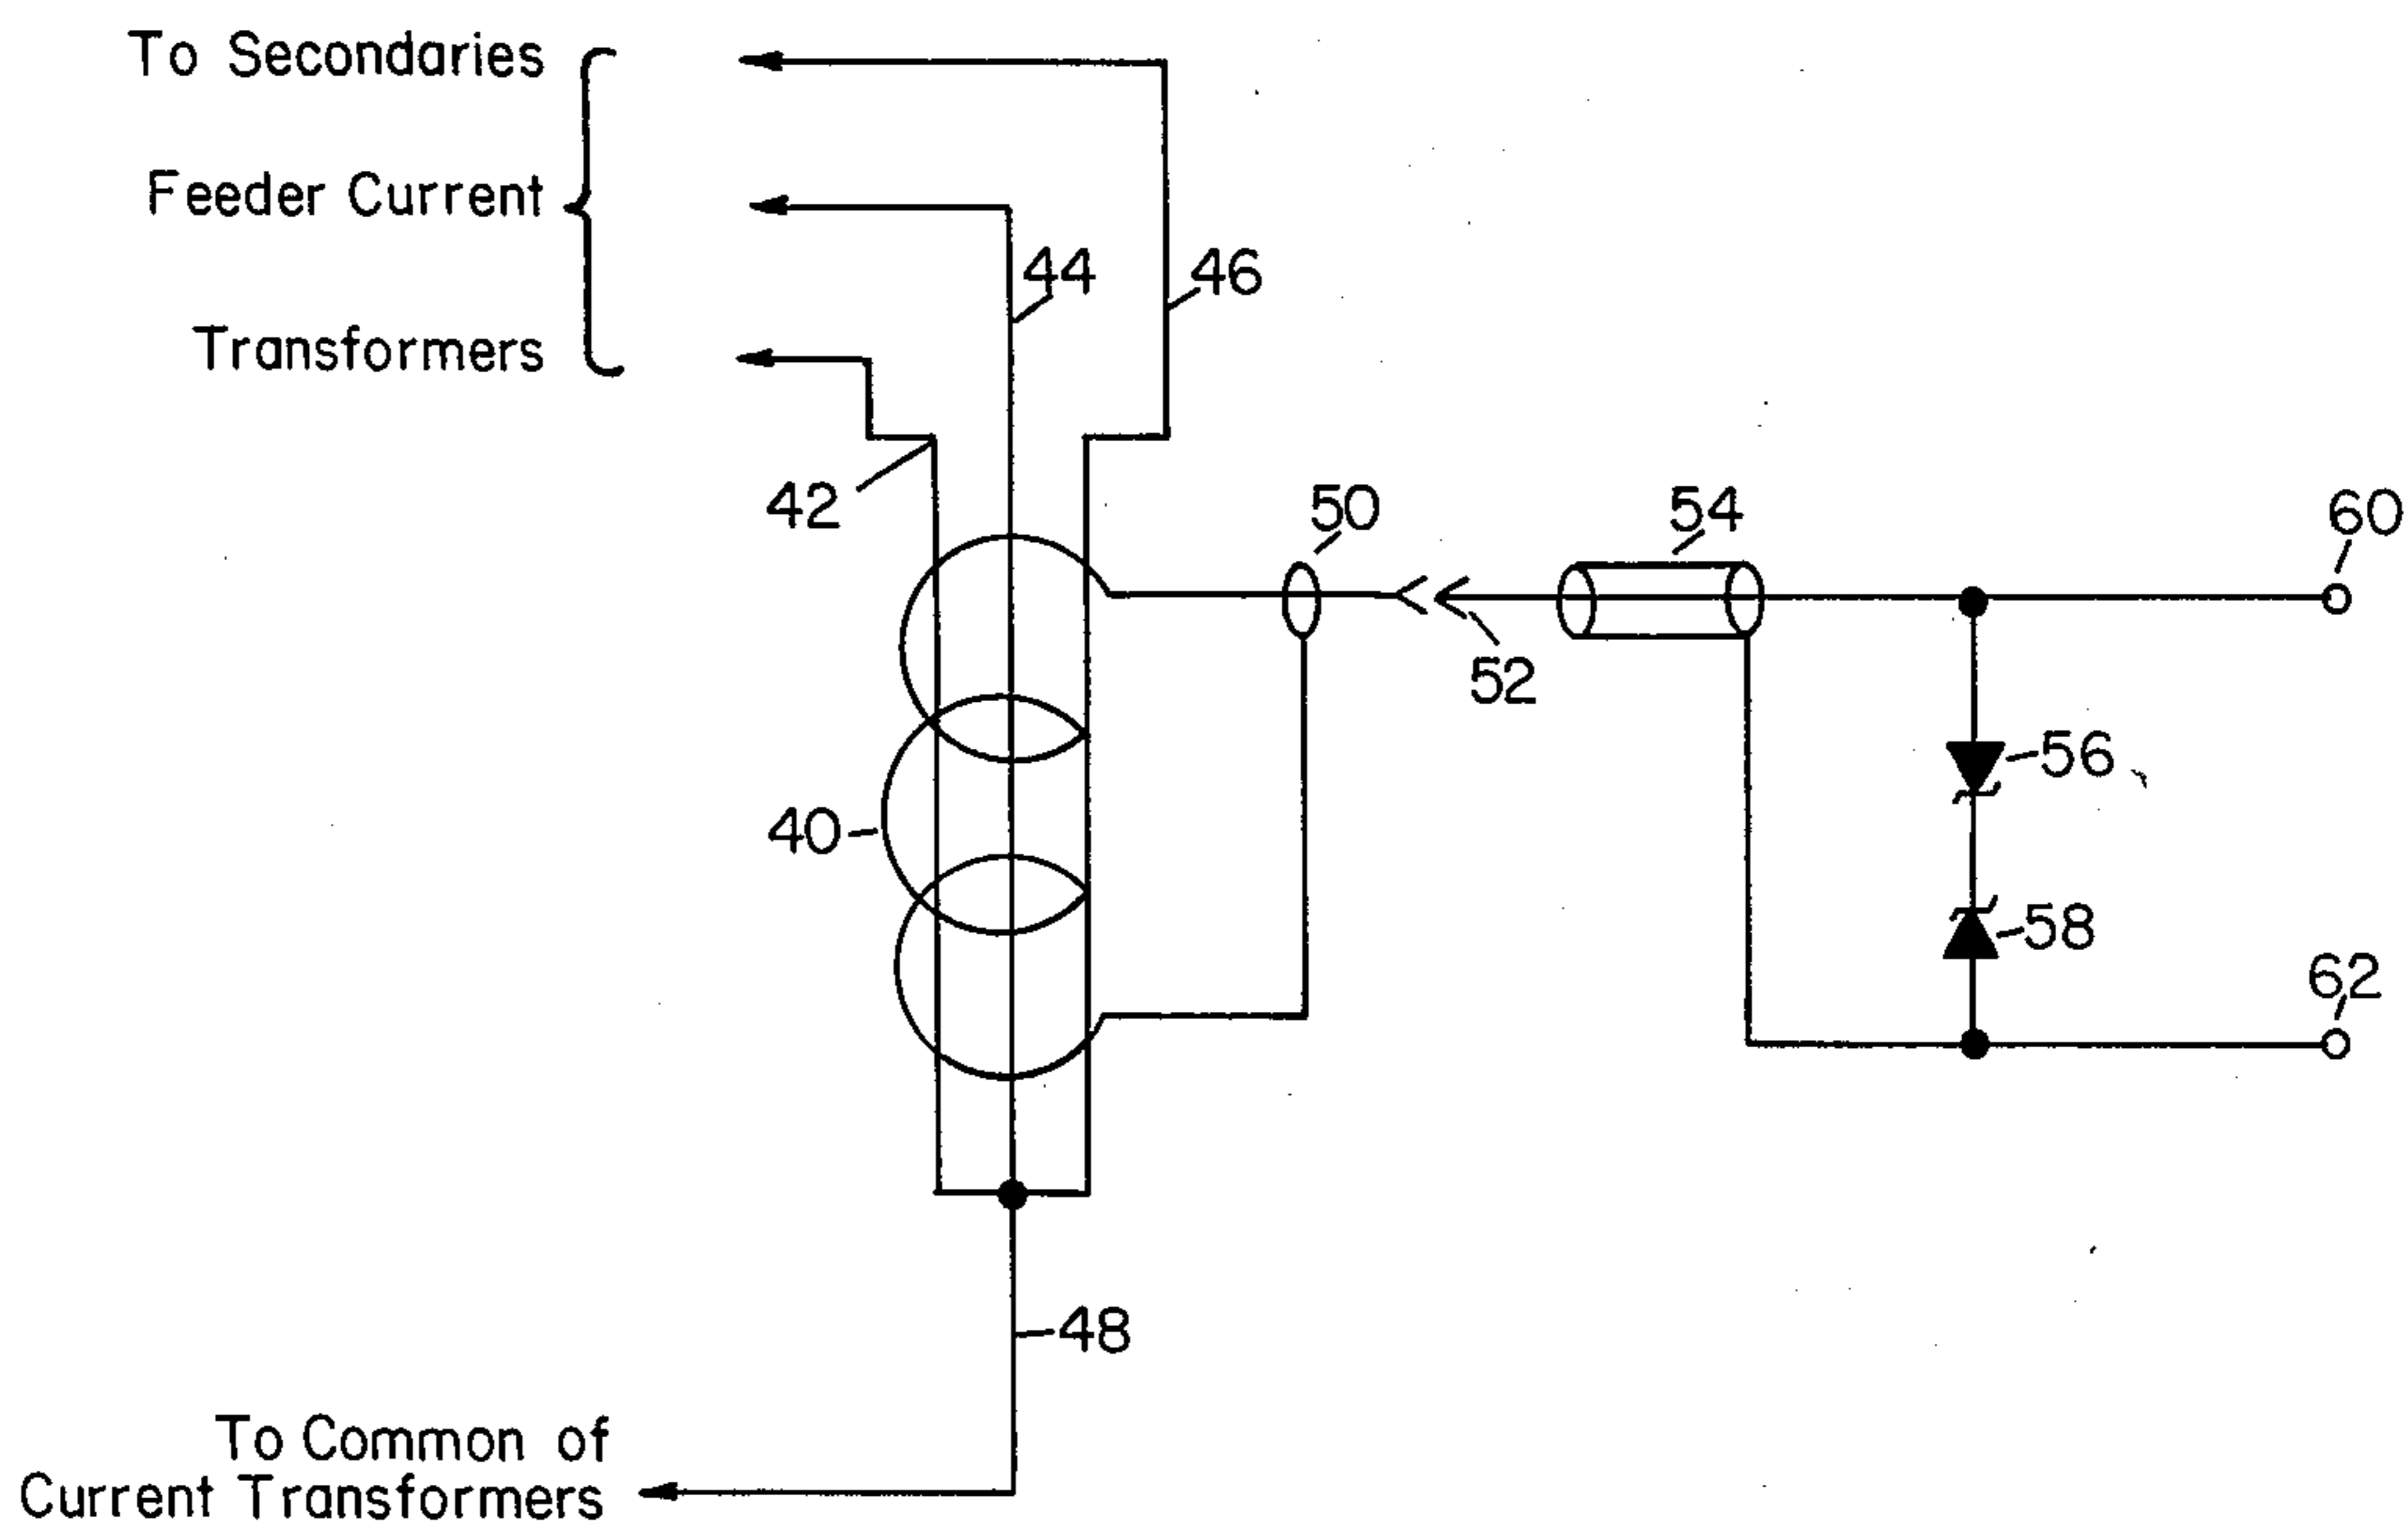 To Secondaries
Feeder Current
Transformers
44
46
42
50
54
60
52
56
40
58
62
48
To Common of
Current Transformers